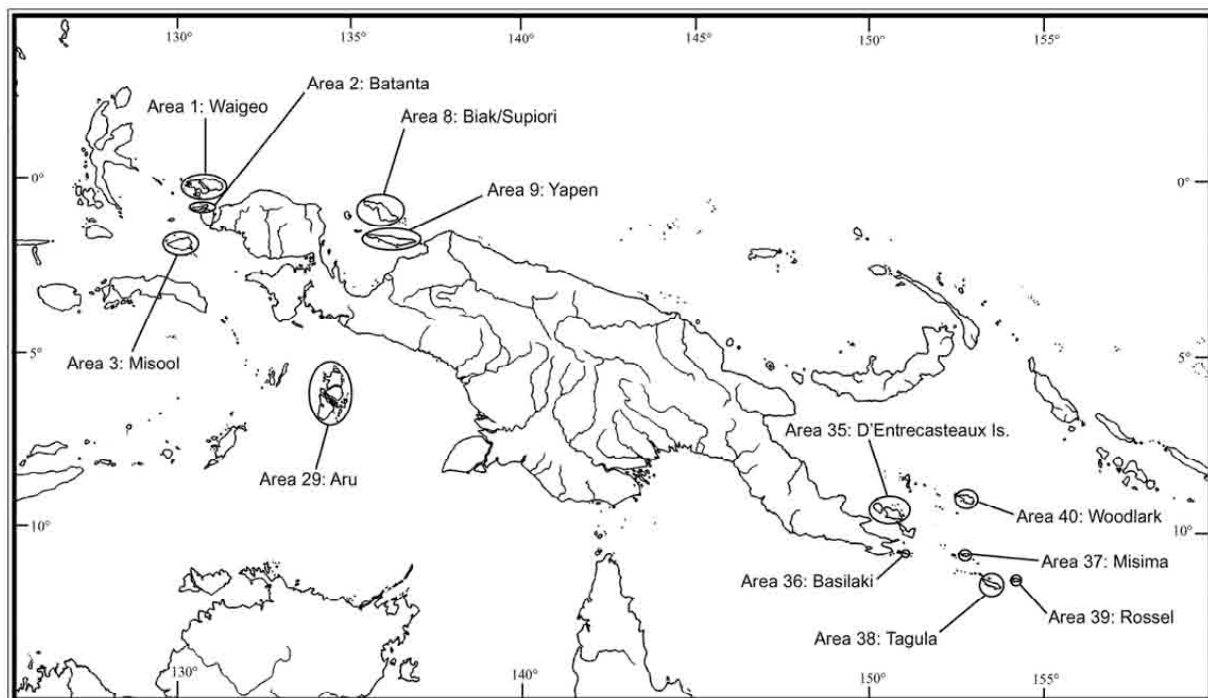 130°
135°
140°
145°
150°
155°
Area 2: Batanta
Area 1: Waigeo
Area 8: Biak/Supiori
0°
Area 9: Yapen
0°
5°
Area 3: Misool
5°
Area 35: D'Entrecasteaux Is.
Area 29: Aru
Area 40: Woodlark
10°
10°
Area 37: Misima
Area 36: Basilaki
Area 39: Rossel
Area 38: Tagula
130°
140°
150°
155°